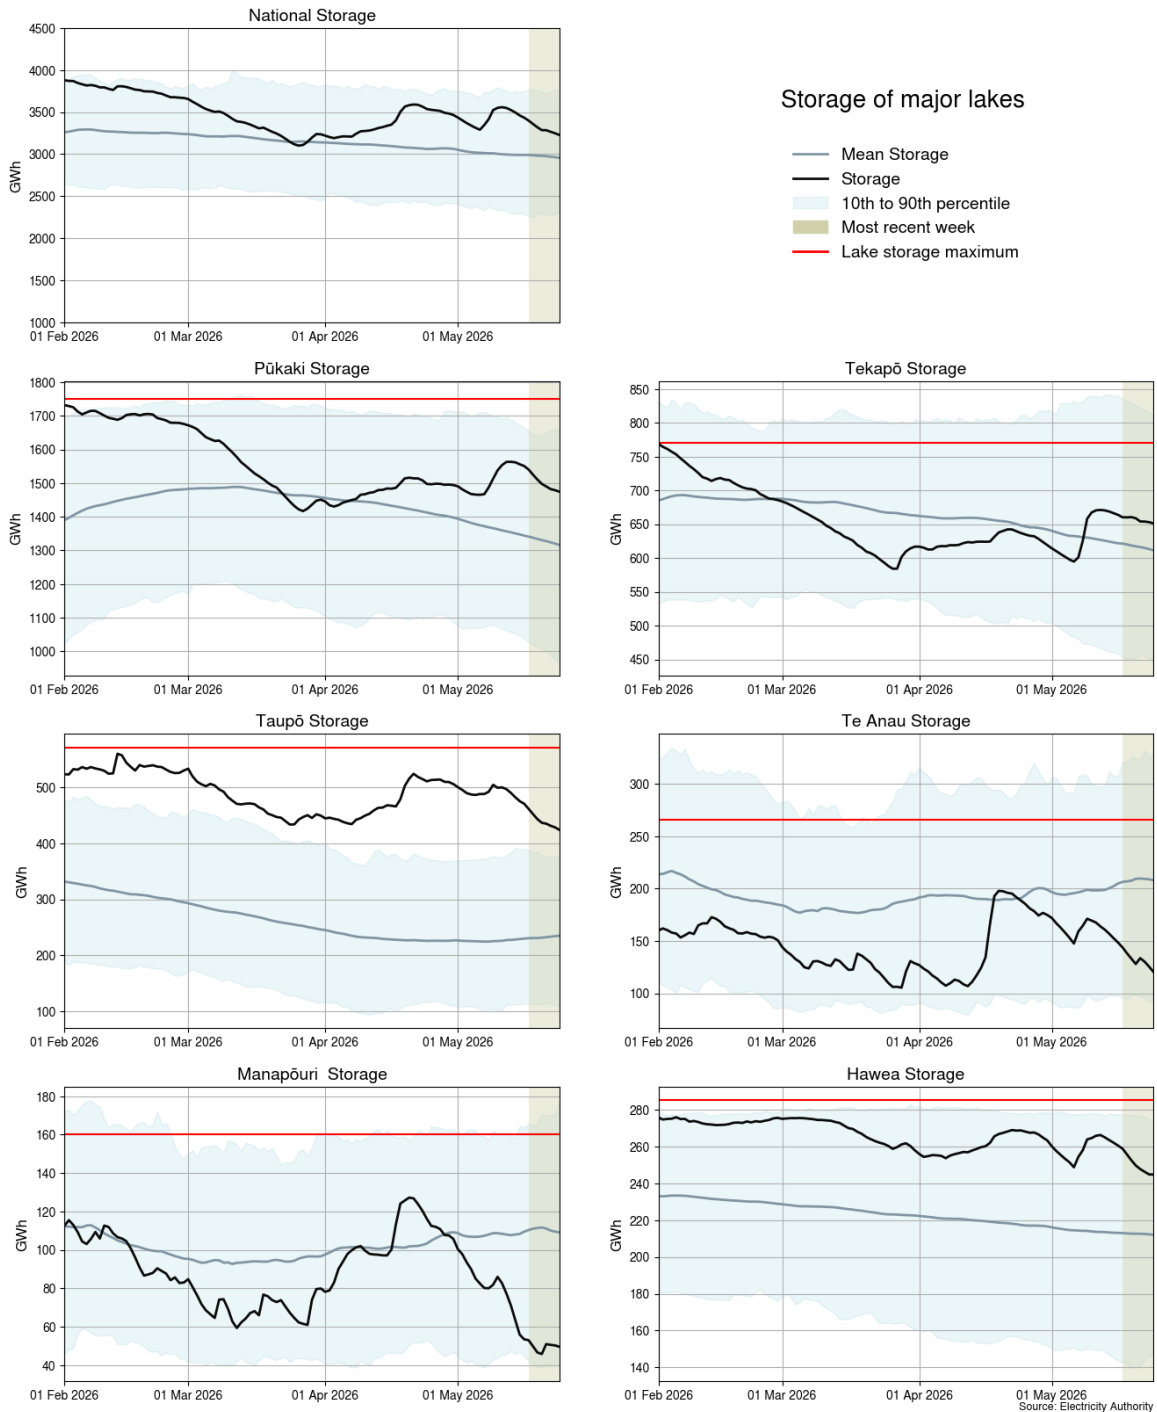 National Storage
4500
4000
3500
3000
2500
2000
1500
1000
GWh
01 Feb 2026 01 Mar 2026 01 Apr 2026 01 May 2026
Storage of major lakes
Mean Storage
Storage
10th to 90th percentile
Most recent week
Lake storage maximum
Pūkaki Storage
1800
1700
1600
1500
1400
1300
1200
1100
1000
GWh
01 Feb 2026 01 Mar 2026 01 Apr 2026 01 May 2026
Tekapō Storage
850
800
750
700
650
600
550
500
450
GWh
01 Feb 2026 01 Mar 2026 01 Apr 2026 01 May 2026
Taupō Storage
500
400
300
200
100
GWh
01 Feb 2026 01 Mar 2026 01 Apr 2026 01 May 2026
Te Anau Storage
300
250
200
150
100
GWh
01 Feb 2026 01 Mar 2026 01 Apr 2026 01 May 2026
Manapōuri  Storage
180
160
140
120
100
80
60
40
GWh
01 Feb 2026 01 Mar 2026 01 Apr 2026 01 May 2026
Hawea Storage
280
260
240
220
200
180
160
140
GWh
01 Feb 2026 01 Mar 2026 01 Apr 2026 01 May 2026
Source: Electricity Authority